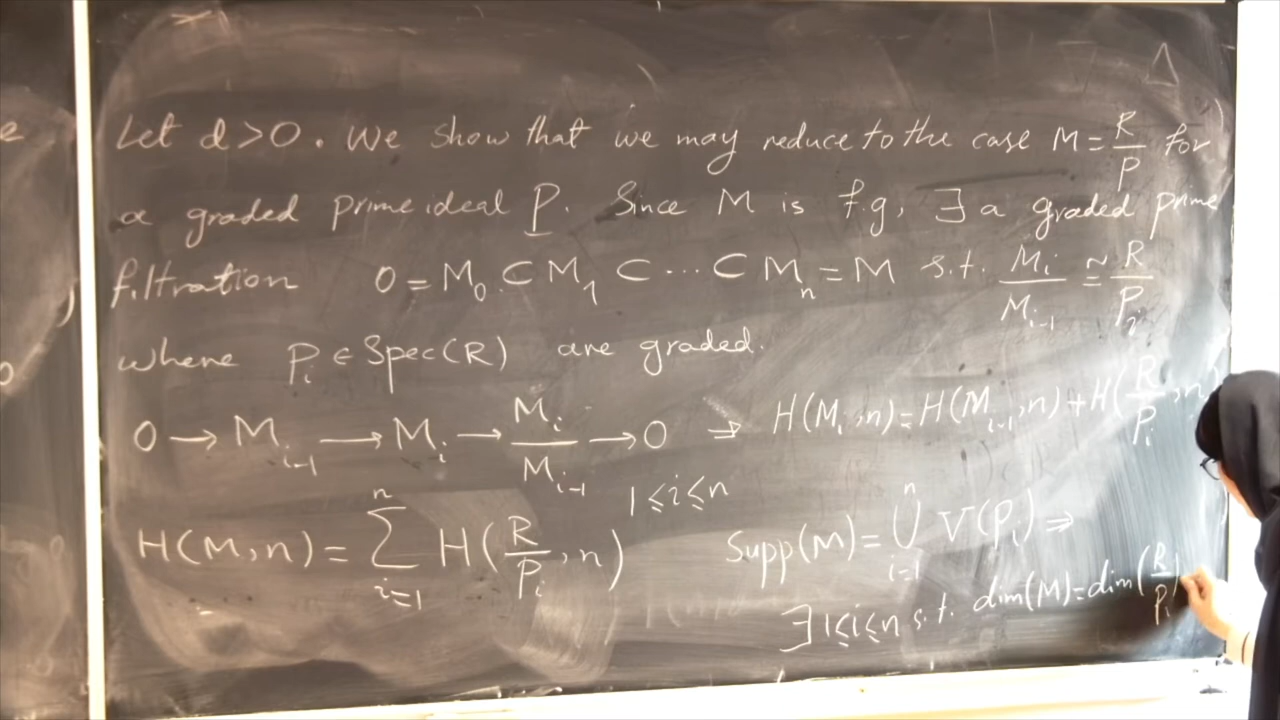 Let d > 0. We show that we may reduce to the case M = R/P for
a graded prime ideal P. Since M is f.g, ∃ a graded prime
filtration 0 = M_0 ⊂ M_1 ⊂ ... ⊂ M_n = M s.t. M_i/M_{i-1} ≅ R/P_i
where P_i ∈ Spec(R) are graded.
0 → M_{i-1} → M_i → M_i/M_{i-1} → 0 ⇒ H(M_i, n) = H(M_{i-1}, n) + H(R/P_i, n)
1 ≤ i ≤ n
H(M, n) = ∑_{i=1}^{n} H(R/P_i, n) Supp(M) = ⋃_{i=1}^{n} V(P_i) ⇒
∃ 1 ≤ i ≤ n s.t. dim(M) = dim(R/P_i)